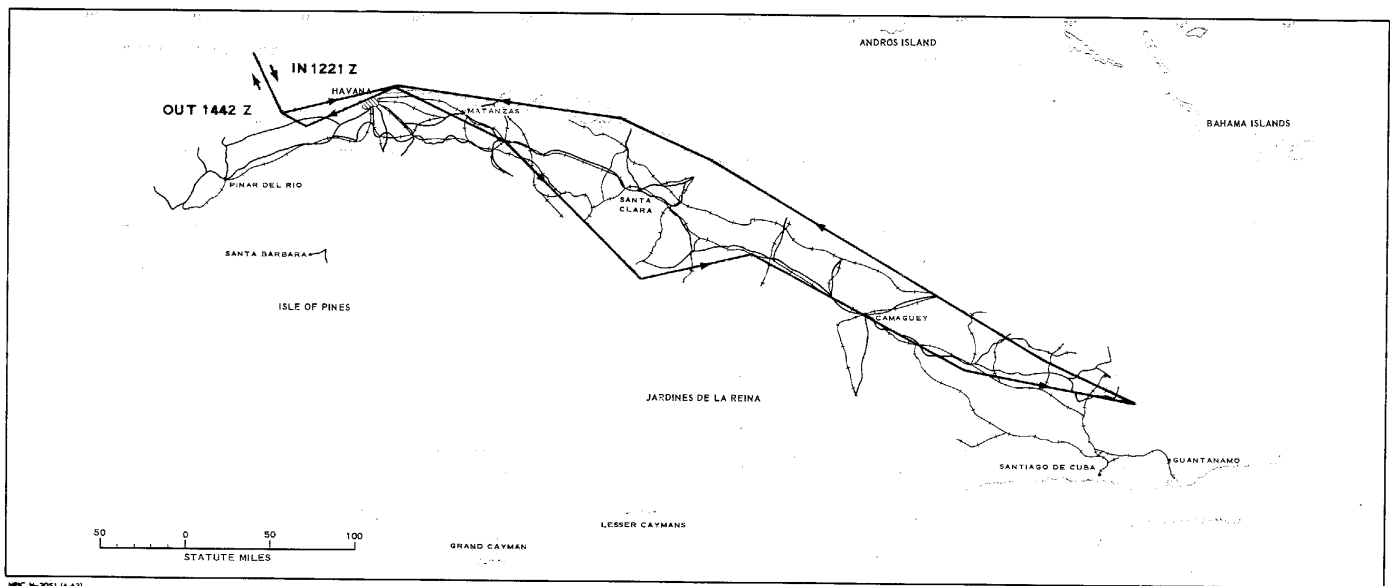 ANDROS ISLAND
IN 1221 Z
HAVANA
OUT 1442 Z
MATANZAS
BAHAMA ISLANDS
PINAR DEL RIO
SANTA CLARA
SANTA BARBARA
ISLE OF PINES
CAMAGUEY
JARDINES DE LA REINA
SANTIAGO DE CUBA
GUANTANAMO
LESSER CAYMANS
50 0 50 100
STATUTE MILES
GRAND CAYMAN